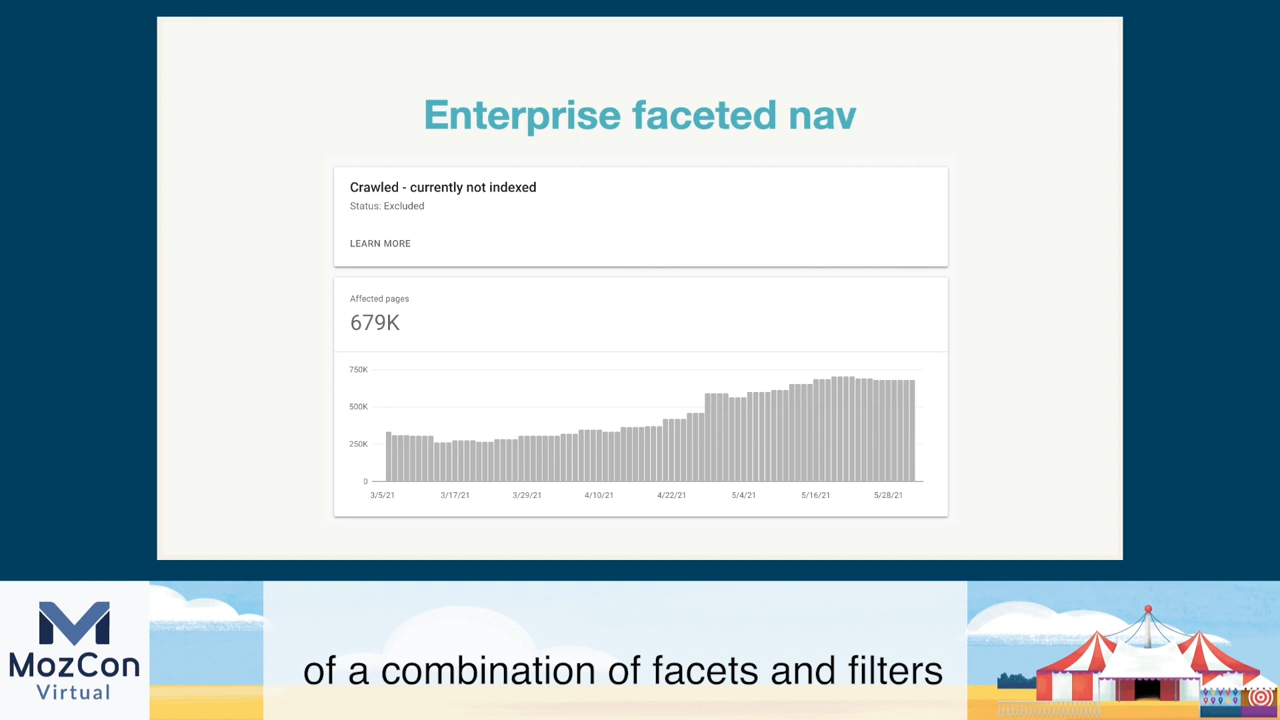 Enterprise faceted nav
Crawled - currently not indexed
Status: Excluded
LEARN MORE
Affected pages
679K
750K
500K
250K
0
3/5/21 3/17/21 3/29/21 4/10/21 4/22/21 5/4/21 5/16/21 5/28/21
MozCon
Virtual
of a combination of facets and filters